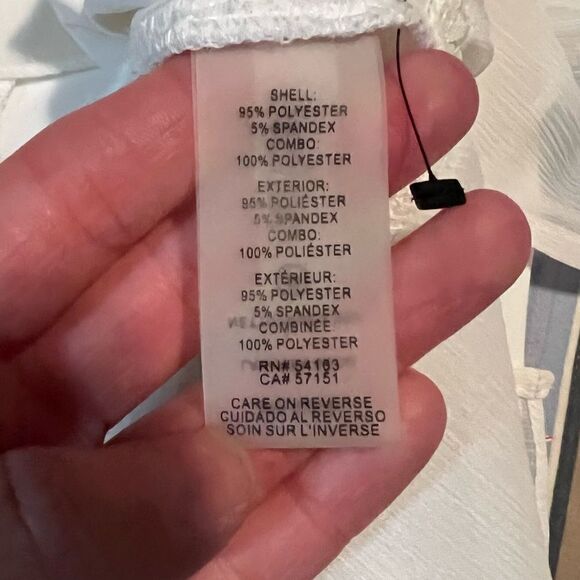 SHELL:
95% POLYESTER
5% SPANDEX
COMBO:
100% POLYESTER
EXTERIOR:
95% POLIÉSTER
5% SPANDEX
COMBO:
100% POLIÉSTER
EXTÉRIEUR:
95% POLYESTER
5% SPANDEX
COMBINÉE:
100% POLYESTER
RN# 54163
CA# 57151
CARE ON REVERSE
CUIDADO AL REVERSO
SOIN SUR L'INVERSE